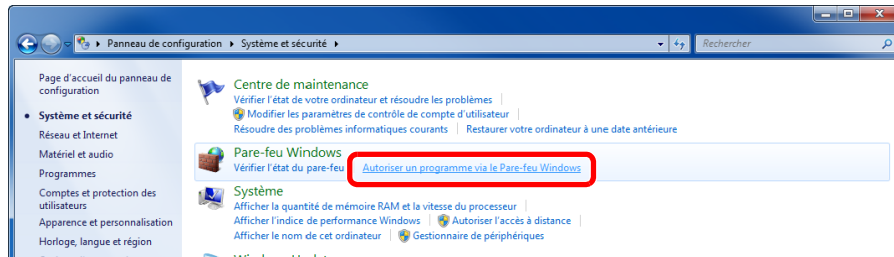 Panneau de configuration ▸ Système et sécurité ▸
Rechercher
Page d'accueil du panneau de
configuration
Système et sécurité
Réseau et Internet
Matériel et audio
Programmes
Comptes et protection des
utilisateurs
Apparence et personnalisation
Horloge, langue et région
Centre de maintenance
Vérifier l'état de votre ordinateur et résoudre les problèmes
Modifier les paramètres de contrôle de compte d'utilisateur
Résoudre des problèmes informatiques courants Restaurer votre ordinateur à une date antérieure
Pare-feu Windows
Vérifier l'état du pare-feu Autoriser un programme via le Pare-feu Windows
Système
Afficher la quantité de mémoire RAM et la vitesse du processeur
Afficher l'indice de performance Windows Autoriser l'accès à distance
Afficher le nom de cet ordinateur Gestionnaire de périphériques